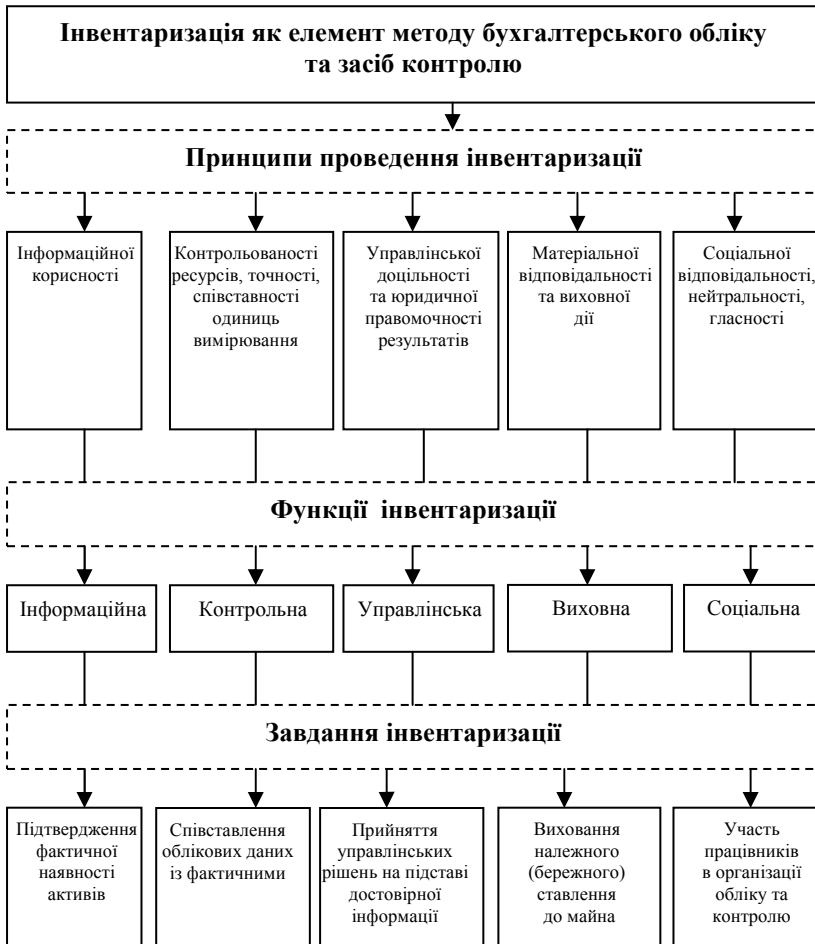 Інвентаризація як елемент методу бухгалтерського обліку
та засіб контролю
Принципи проведення інвентаризації
Інформаційної
корисності
Контрольованості
ресурсів, точності,
співставності
одиниць
вимірювання
Управлінської
доцільності
та юридичної
правомочності
результатів
Матеріальної
відповідальності
та виховної
дії
Соціальної
відповідальності,
нейтральності,
гласності
Функції інвентаризації
Інформаційна
Контрольна
Управлінська
Виховна
Соціальна
Завдання інвентаризації
Підтвердження
фактичної
наявності
активів
Співставлення
облікових даних
із фактичними
Прийняття
управлінських
рішень на підставі
достовірної
інформації
Виховання
належного
(бережного)
ставлення
до майна
Участь
працівників
в організації
обліку та
контролю